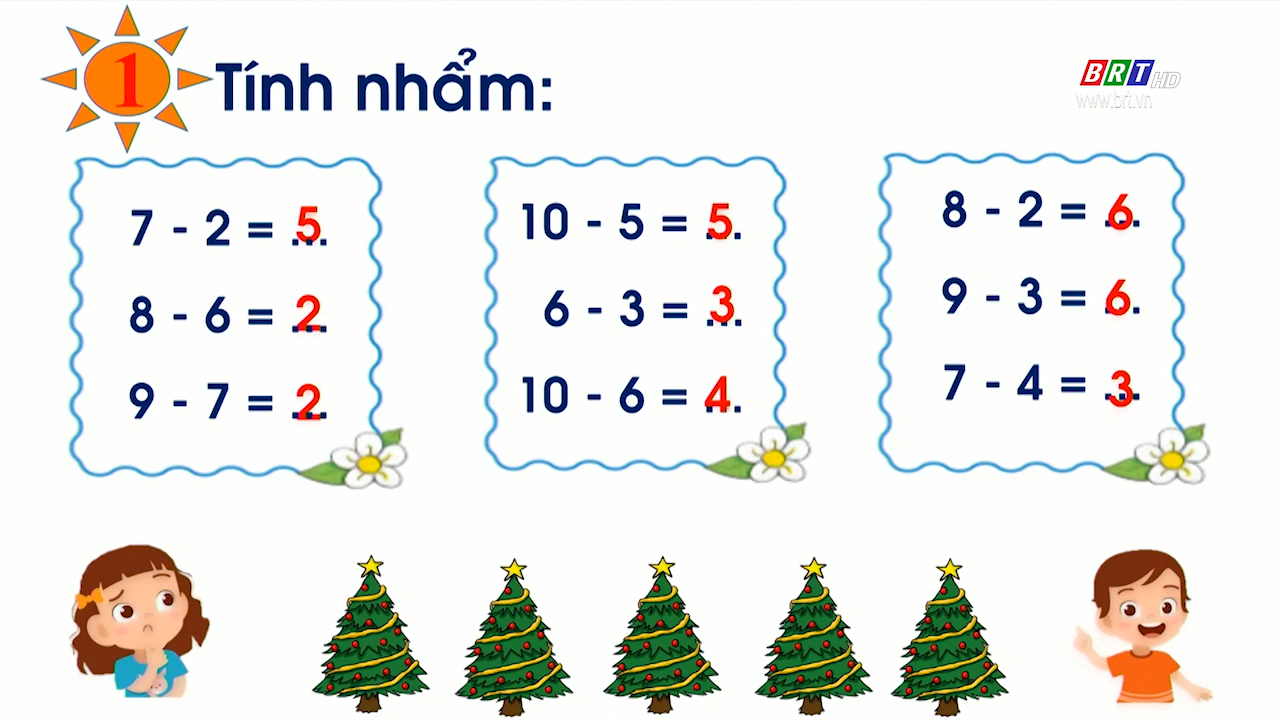 1 Tính nhẩm:
BRT HD
www.brt.vn
7 - 2 = 5
8 - 6 = 2
9 - 7 = 2
10 - 5 = 5
6 - 3 = 3
10 - 6 = 4
8 - 2 = 6
9 - 3 = 6
7 - 4 = 3